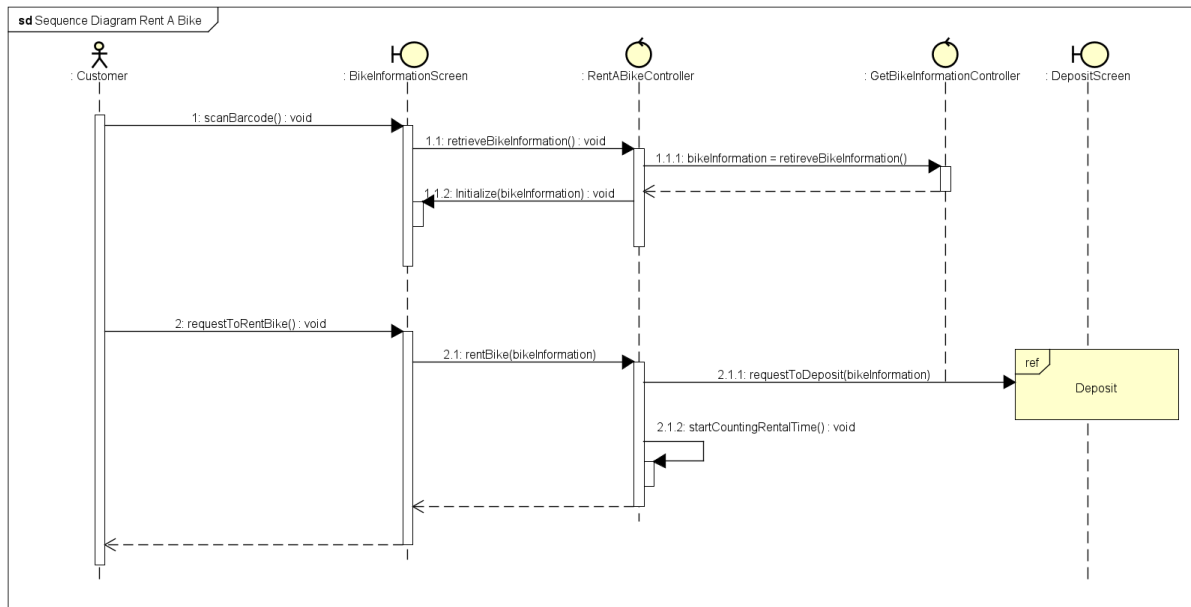 sd Sequence Diagram Rent A Bike
: Customer
: BikeInformationScreen
: RentABikeController
: GetBikeInformationController
: DepositScreen
1: scanBarcode() : void
1.1: retrieveBikeInformation() : void
1.1.1: bikeInformation = retireveBikeInformation()
1.1.2: Initialize(bikeInformation) : void
2: requestToRentBike() : void
2.1: rentBike(bikeInformation)
ref
2.1.1: requestToDeposit(bikeInformation)
Deposit
2.1.2: startCountingRentalTime() : void